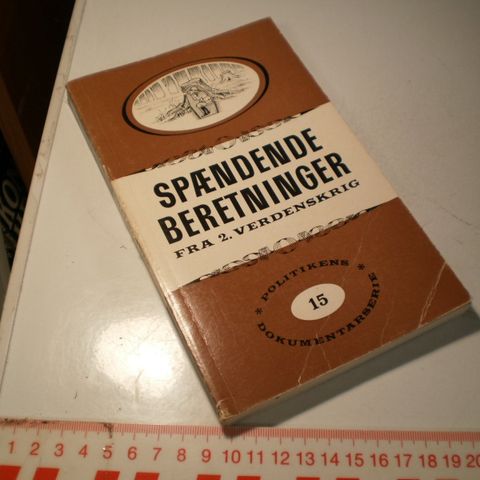 SPÆNDENDE
BERETNINGER
FRA 2. VERDENSKRIG
* POLITIKENS *
15
DOKUMENTARSERIE
1 2 3 4 5 6 7 8 9 10 11 12 13 14 15 16 17 18 19 20